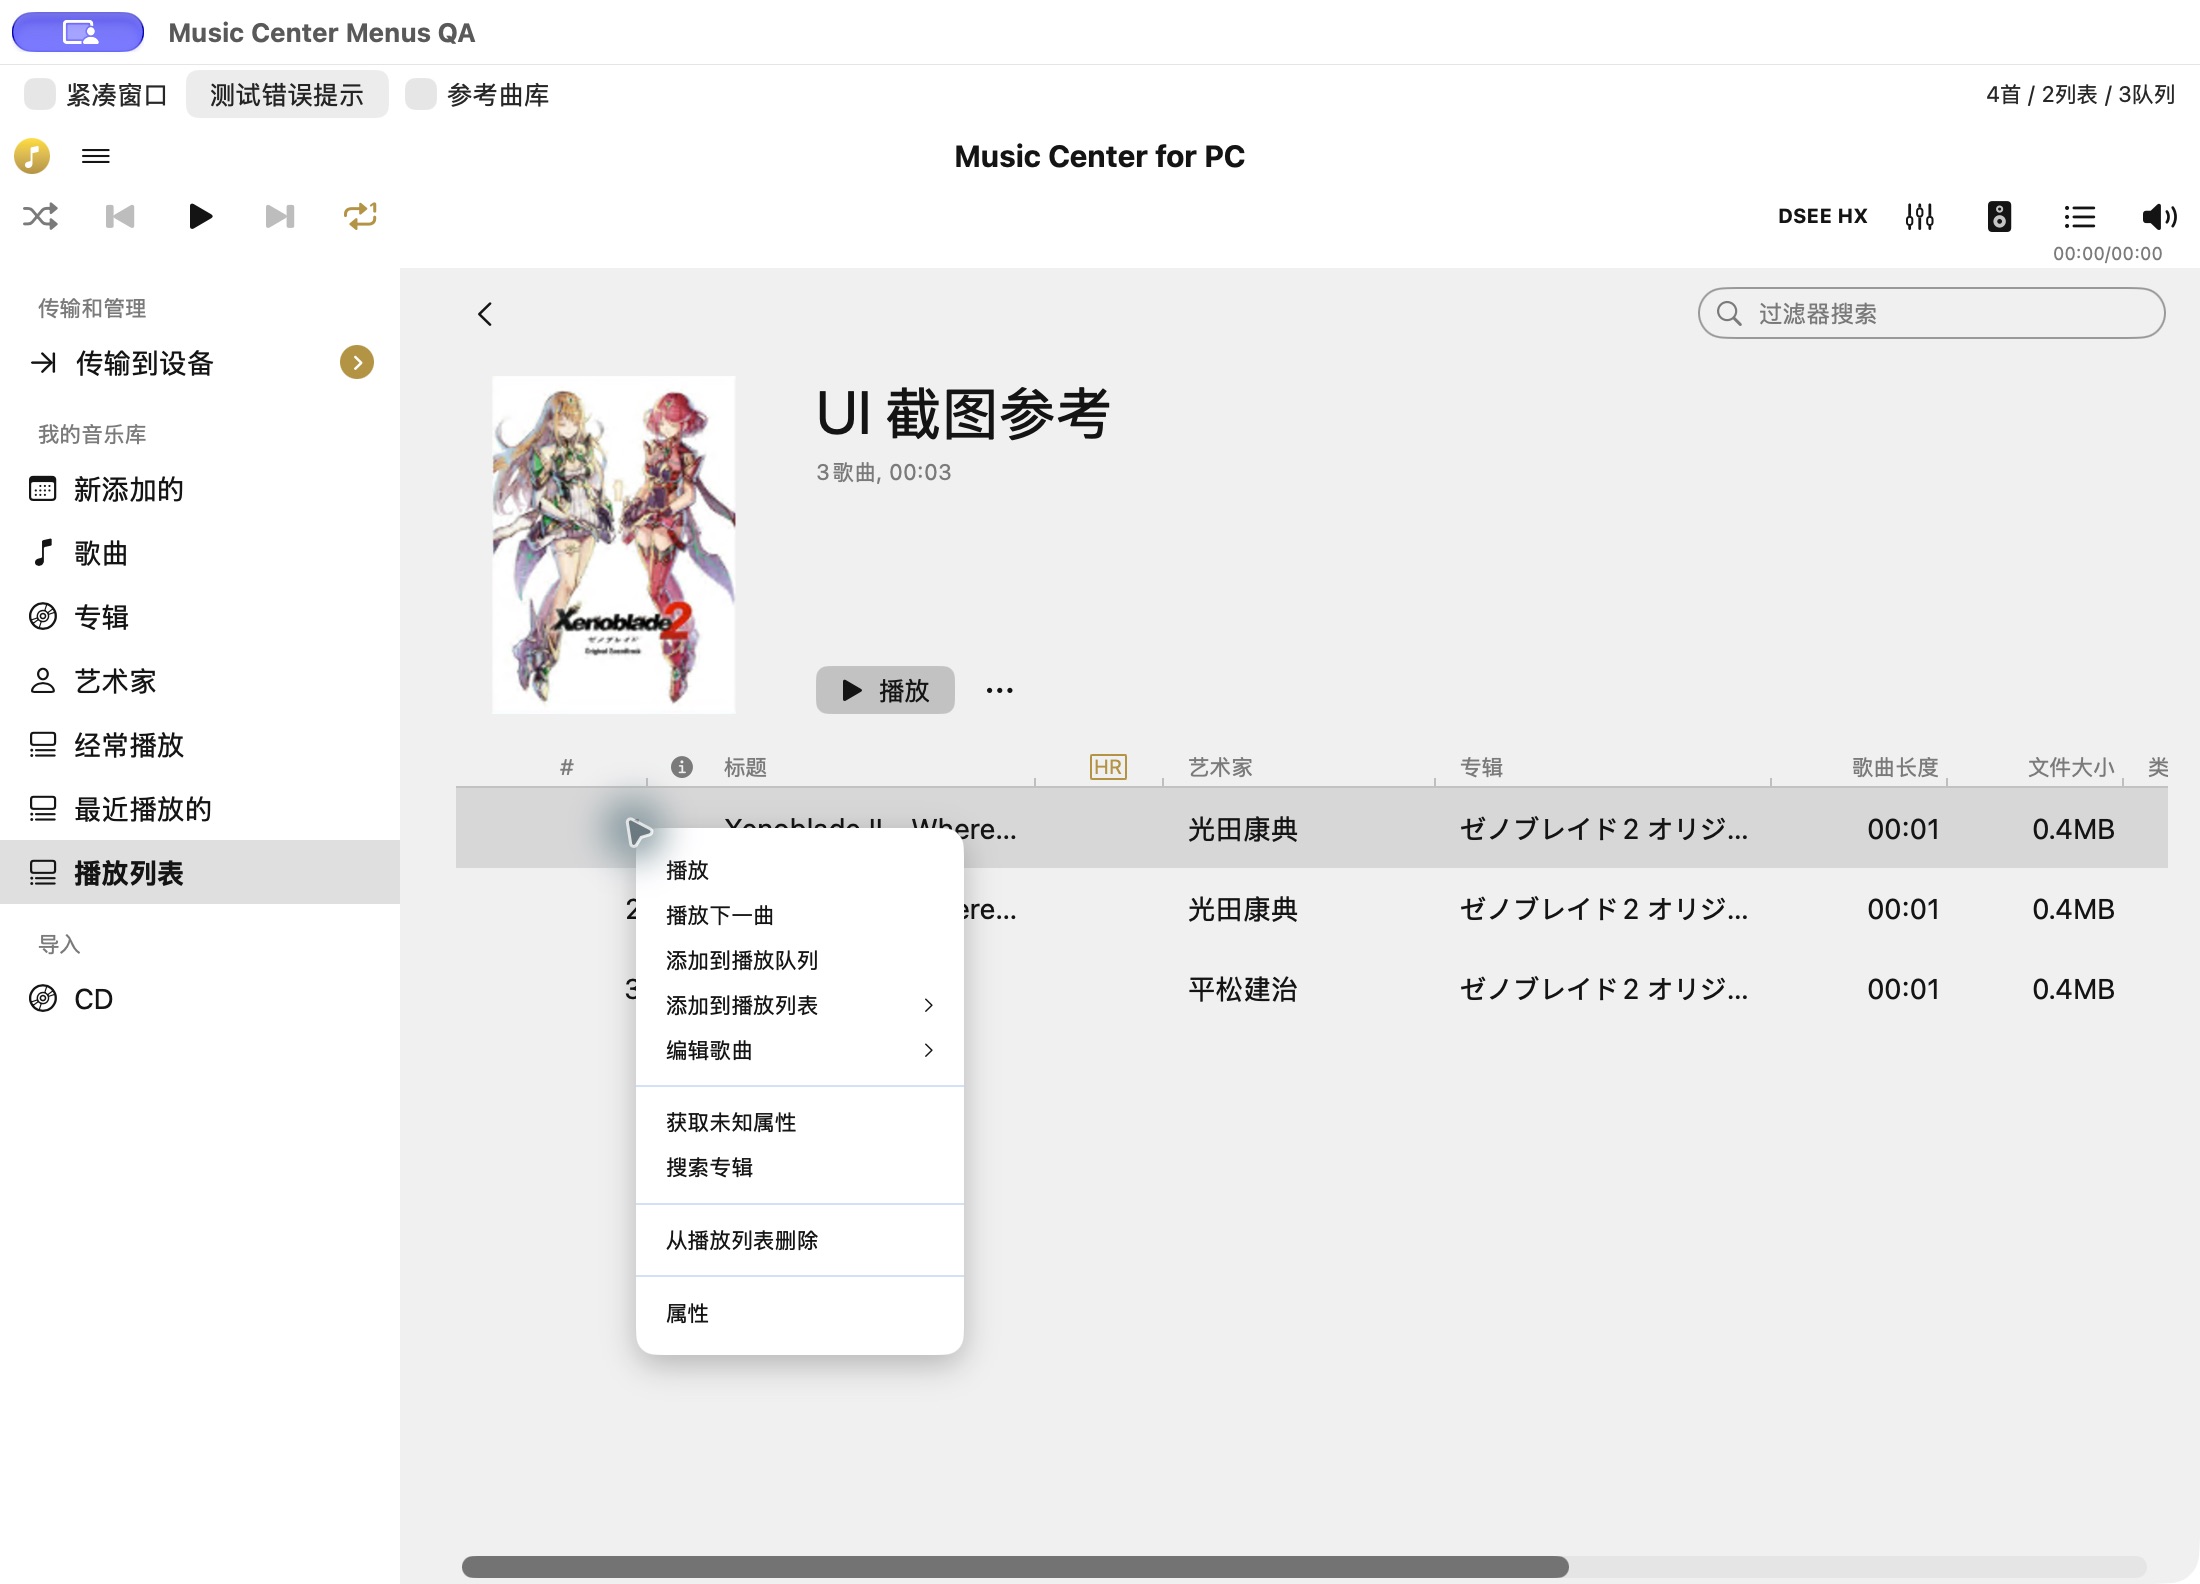 Music Center Menus QA
紧凑窗口 测试错误提示 参考曲库 4首 / 2列表 / 3队列
Music Center for PC
DSEE HX
00:00/00:00
传输和管理
传输到设备
我的音乐库
新添加的
歌曲
专辑
艺术家
经常播放
最近播放的
播放列表
导入
CD
过滤器搜索
Xenoblade2
ゼノブレイド
Original Soundtrack
UI 截图参考
3歌曲, 00:03
播放
# 标题 HR 艺术家 专辑 歌曲长度 文件大小 类
Xenoblade II - Where... 光田康典 ゼノブレイド2 オリジ... 00:01 0.4MB
2 ere... 光田康典 ゼノブレイド2 オリジ... 00:01 0.4MB
3 平松建治 ゼノブレイド2 オリジ... 00:01 0.4MB
播放
播放下一曲
添加到播放队列
添加到播放列表
编辑歌曲
获取未知属性
搜索专辑
从播放列表删除
属性